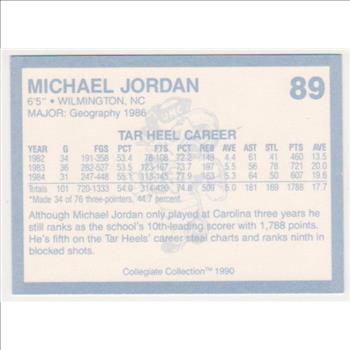 MICHAEL JORDAN 89
6'5" • WILMINGTON, NC
MAJOR: Geography 1986
TAR HEEL CAREER
YEAR G FGS PCT FTS PCT REB AVE AST STL PTS AVE
1982 34 191-358 53.4 78-108 72.2 149 4.4 61 41 460 13.5
1983 36 282-527 53.5 123-167 73.7 197 5.5 56 78 721 20.0
1984 31 247-448 55.1 113-145 77.9 163 5.3 64 50 607 19.6
Totals 101 720-1333 54.0 314-420 74.8 509 5.0 181 169 1788 17.7
*Made 34 of 76 three-pointers, 44.7 percent.
Although Michael Jordan only played at Carolina three years he
still ranks as the school's 10th-leading scorer with 1,788 points.
He's fifth on the Tar Heels' career steal charts and ranks ninth in
blocked shots.
Collegiate Collection™ 1990